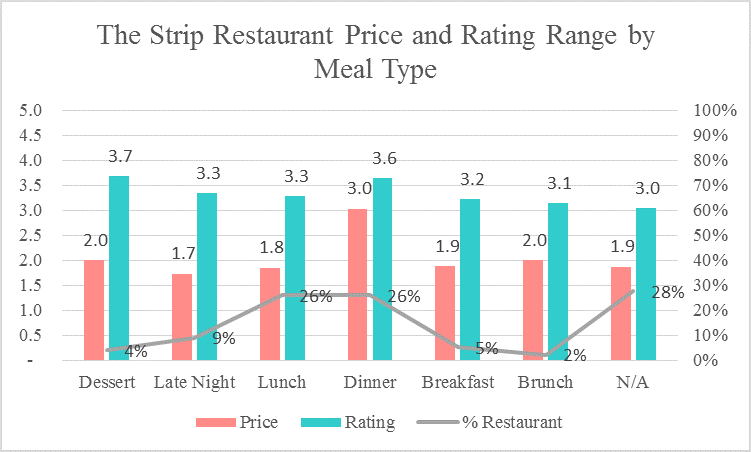 The Strip Restaurant Price and Rating Range by
Meal Type
5.0 100%
4.5 90%
4.0 80%
3.5 70%
3.0 60%
2.5 50%
2.0 40%
1.5 30%
1.0 20%
0.5 10%
- 0%
3.7 3.3 3.3 3.6 3.2 3.1 3.0
2.0 1.7 1.8 3.0 1.9 2.0 1.9
4% 9% 26% 26% 5% 2% 28%
Dessert Late Night Lunch Dinner Breakfast Brunch N/A
Price Rating % Restaurant